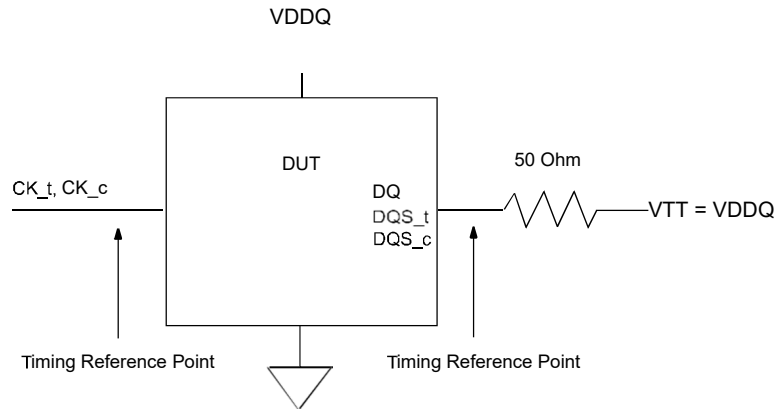 VDDQ
DUT
50 Ohm
CK_t, CK_c
DQ
DQS_t
DQS_c
VTT = VDDQ
Timing Reference Point
Timing Reference Point